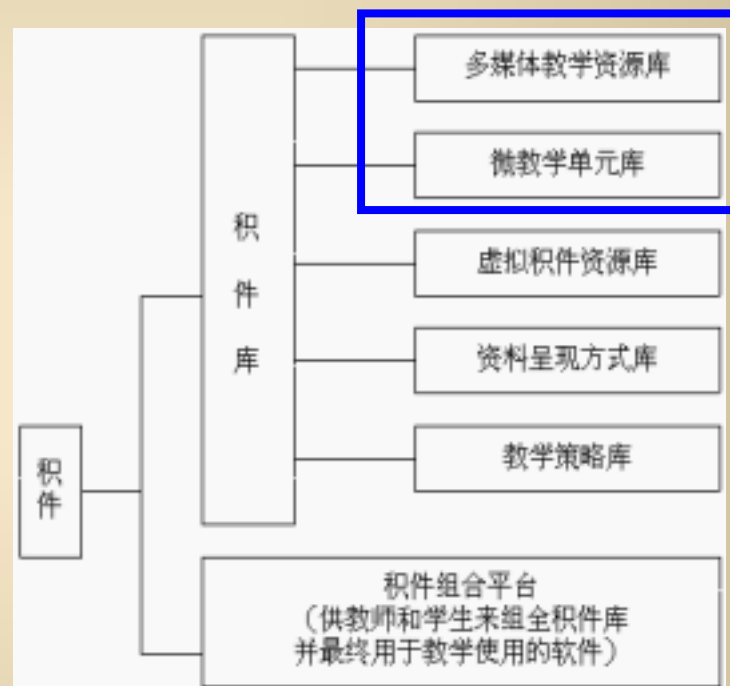 多媒体教学资源库
微教学单元库
虚拟积件资源库
资料呈现方式库
教学策略库
积
件
库
积
件
积件组合平台
（供教师和学生来组全积件库
并最终用于教学使用的软件）